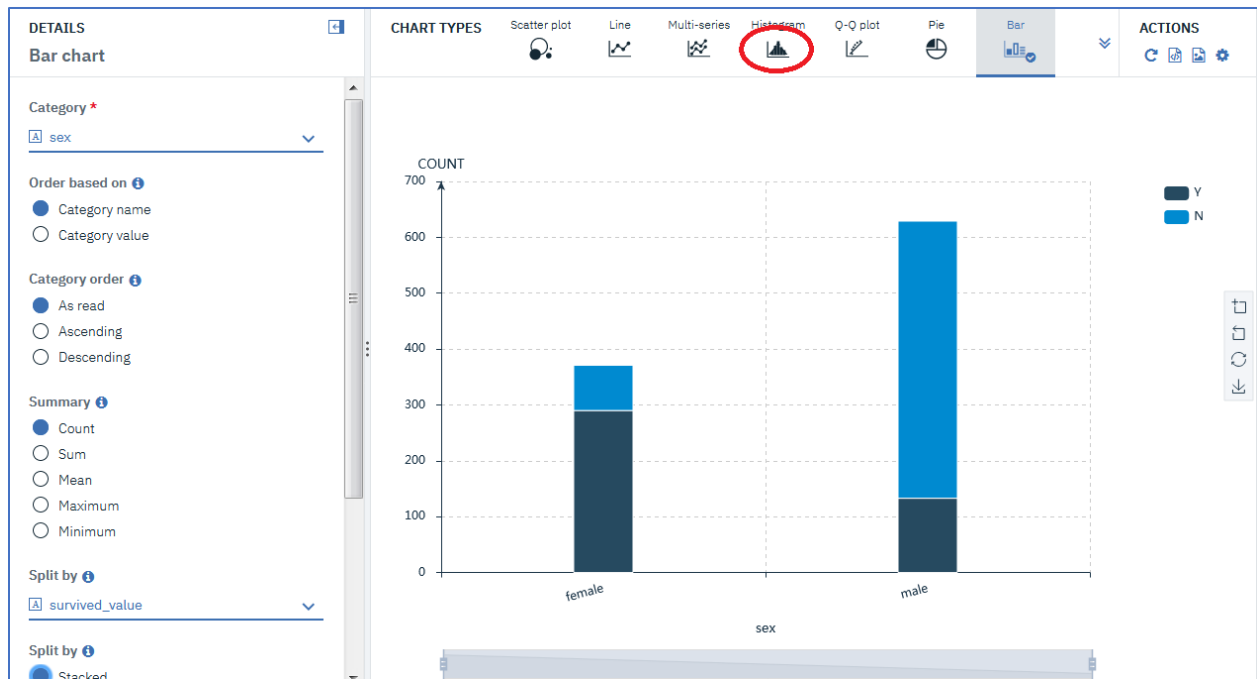 DETAILS
Bar chart
Category *
A sex
Order based on i
Category name
Category value
Category order i
As read
Ascending
Descending
Summary i
Count
Sum
Mean
Maximum
Minimum
Split by i
A survived_value
Split by i
Stacked
CHART TYPES
Scatter plot
Line
Multi-series
Histogram
Q-Q plot
Pie
Bar
ACTIONS
COUNT
700
600
500
400
300
200
100
0
female
male
sex
Y
N